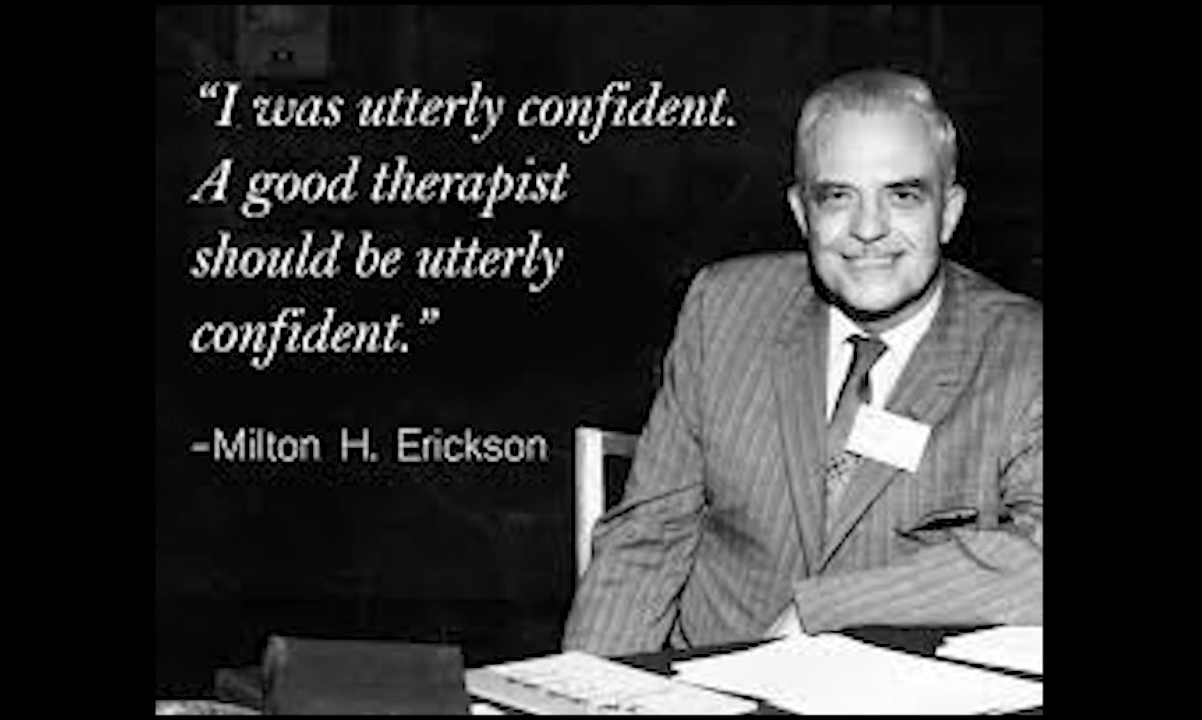 “I was utterly confident.
A good therapist
should be utterly
confident.”
–Milton H. Erickson